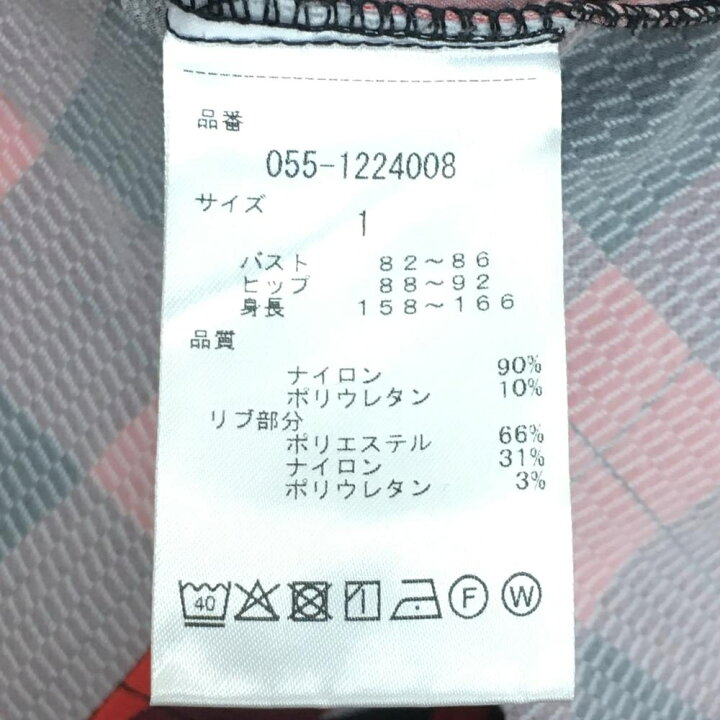 品番
055-1224008
サイズ
1
バスト 82～86
ヒップ 88～92
身長 158～166
品質
ナイロン 90%
ポリウレタン 10%
リブ部分
ポリエステル 66%
ナイロン 31%
ポリウレタン 3%
40 F W